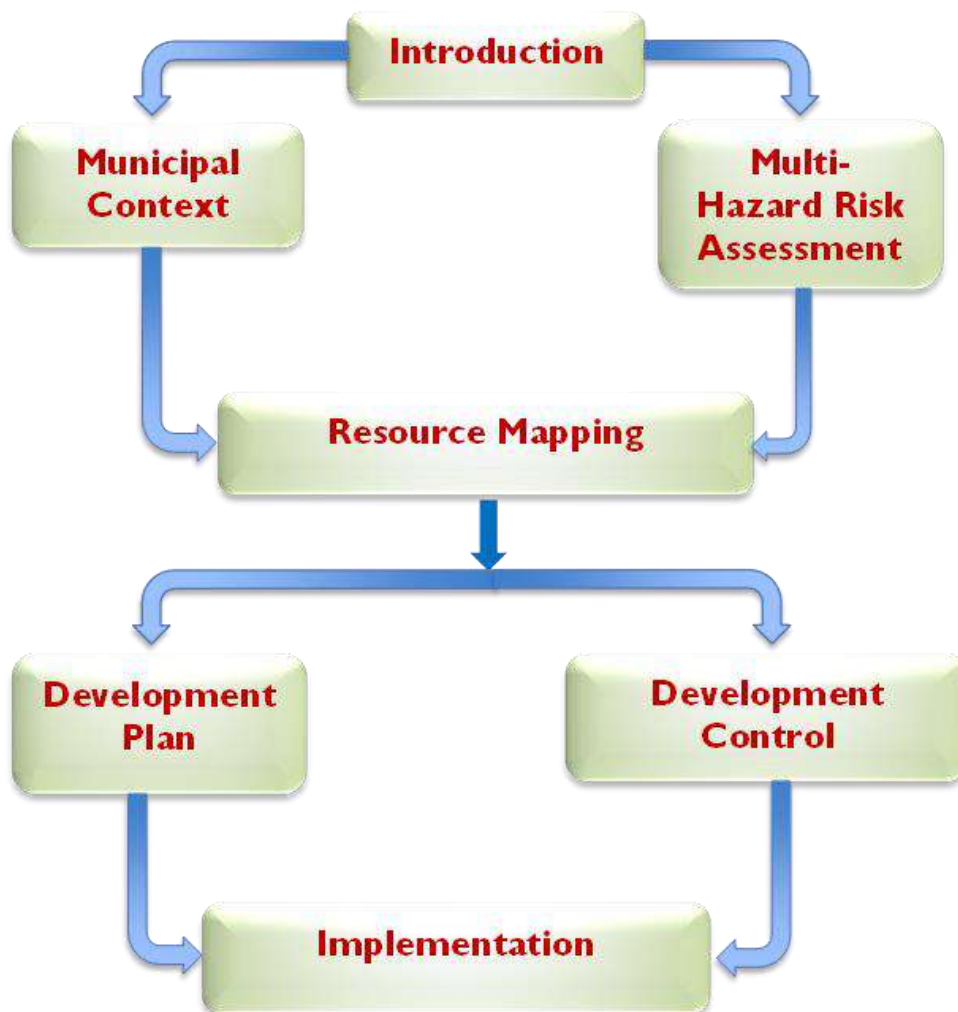 Introduction
Municipal
Context
Multi-
Hazard Risk
Assessment
Resource Mapping
Development
Plan
Development
Control
Implementation